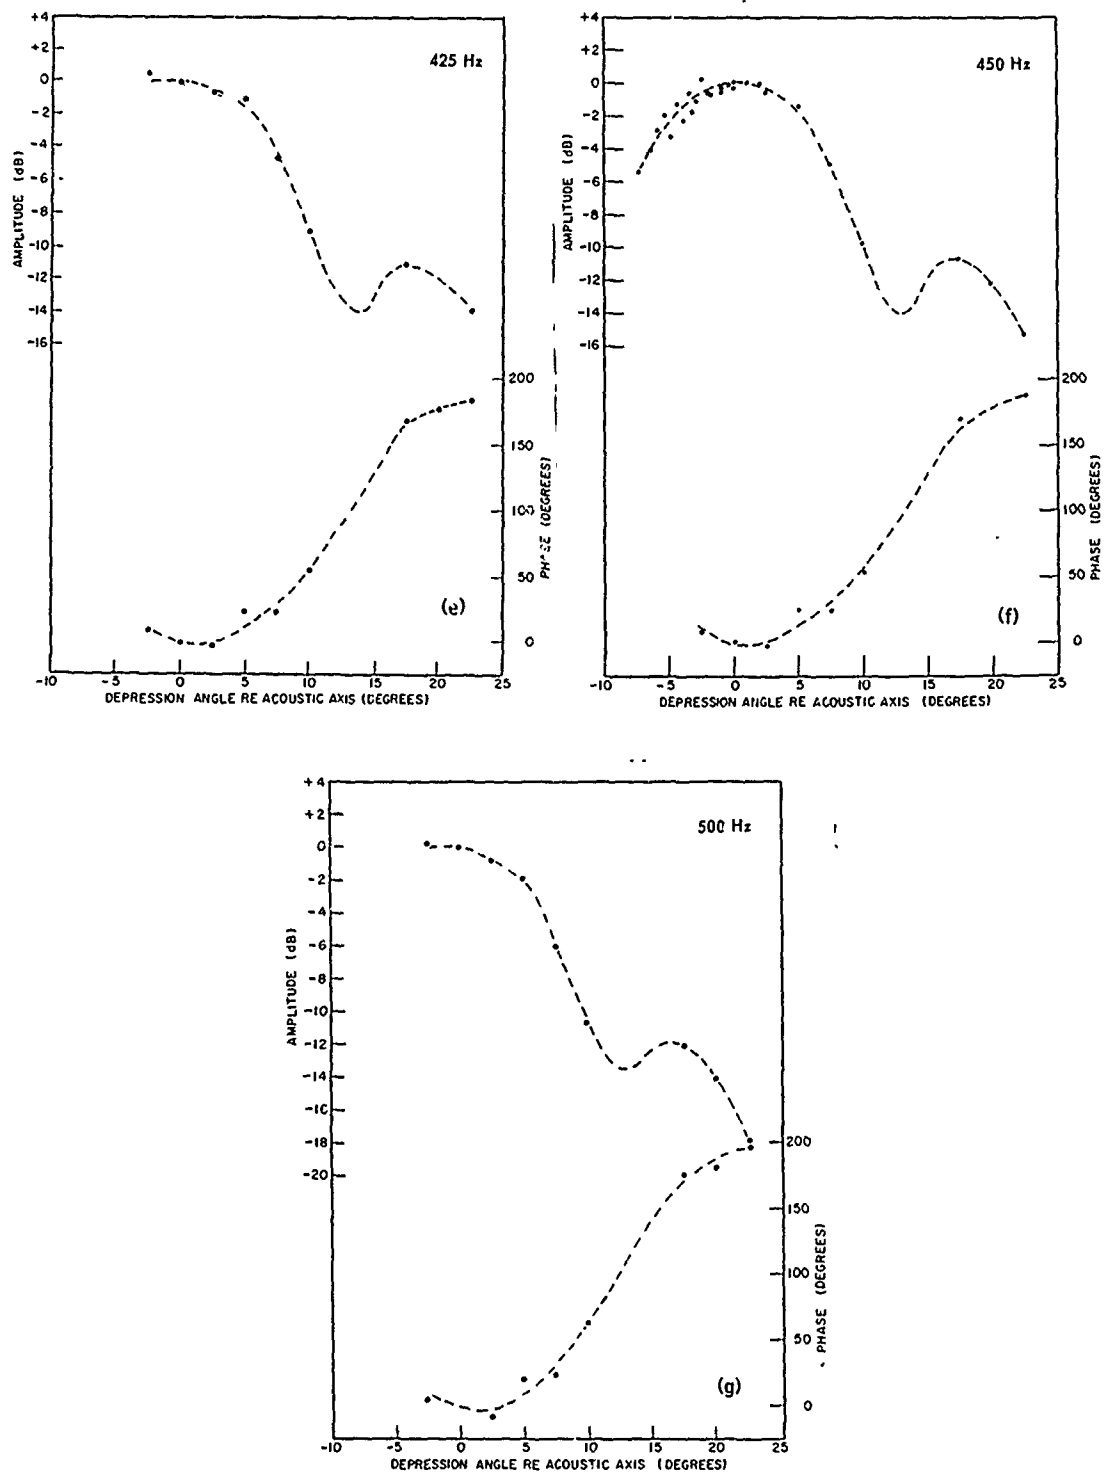 +4
+2
0
-2
-4
-6
-8
-10
-12
-14
-16
AMPLITUDE (dB)
425 Hz
200
150
100
50
0
PHASE (DEGREES)
(e)
-10 -5 0 5 10 15 20 25
DEPRESSION ANGLE RE ACOUSTIC AXIS (DEGREES)
+4
+2
0
-2
-4
-6
-8
-10
-12
-14
-16
AMPLITUDE (dB)
450 Hz
200
150
100
50
0
PHASE (DEGREES)
(f)
-10 -5 0 5 10 15 20 25
DEPRESSION ANGLE RE ACOUSTIC AXIS (DEGREES)
+4
+2
0
-2
-4
-6
-8
-10
-12
-14
-16
-18
-20
AMPLITUDE (dB)
500 Hz
200
150
100
50
0
PHASE (DEGREES)
(g)
-10 -5 0 5 10 15 20 25
DEPRESSION ANGLE RE ACOUSTIC AXIS (DEGREES)